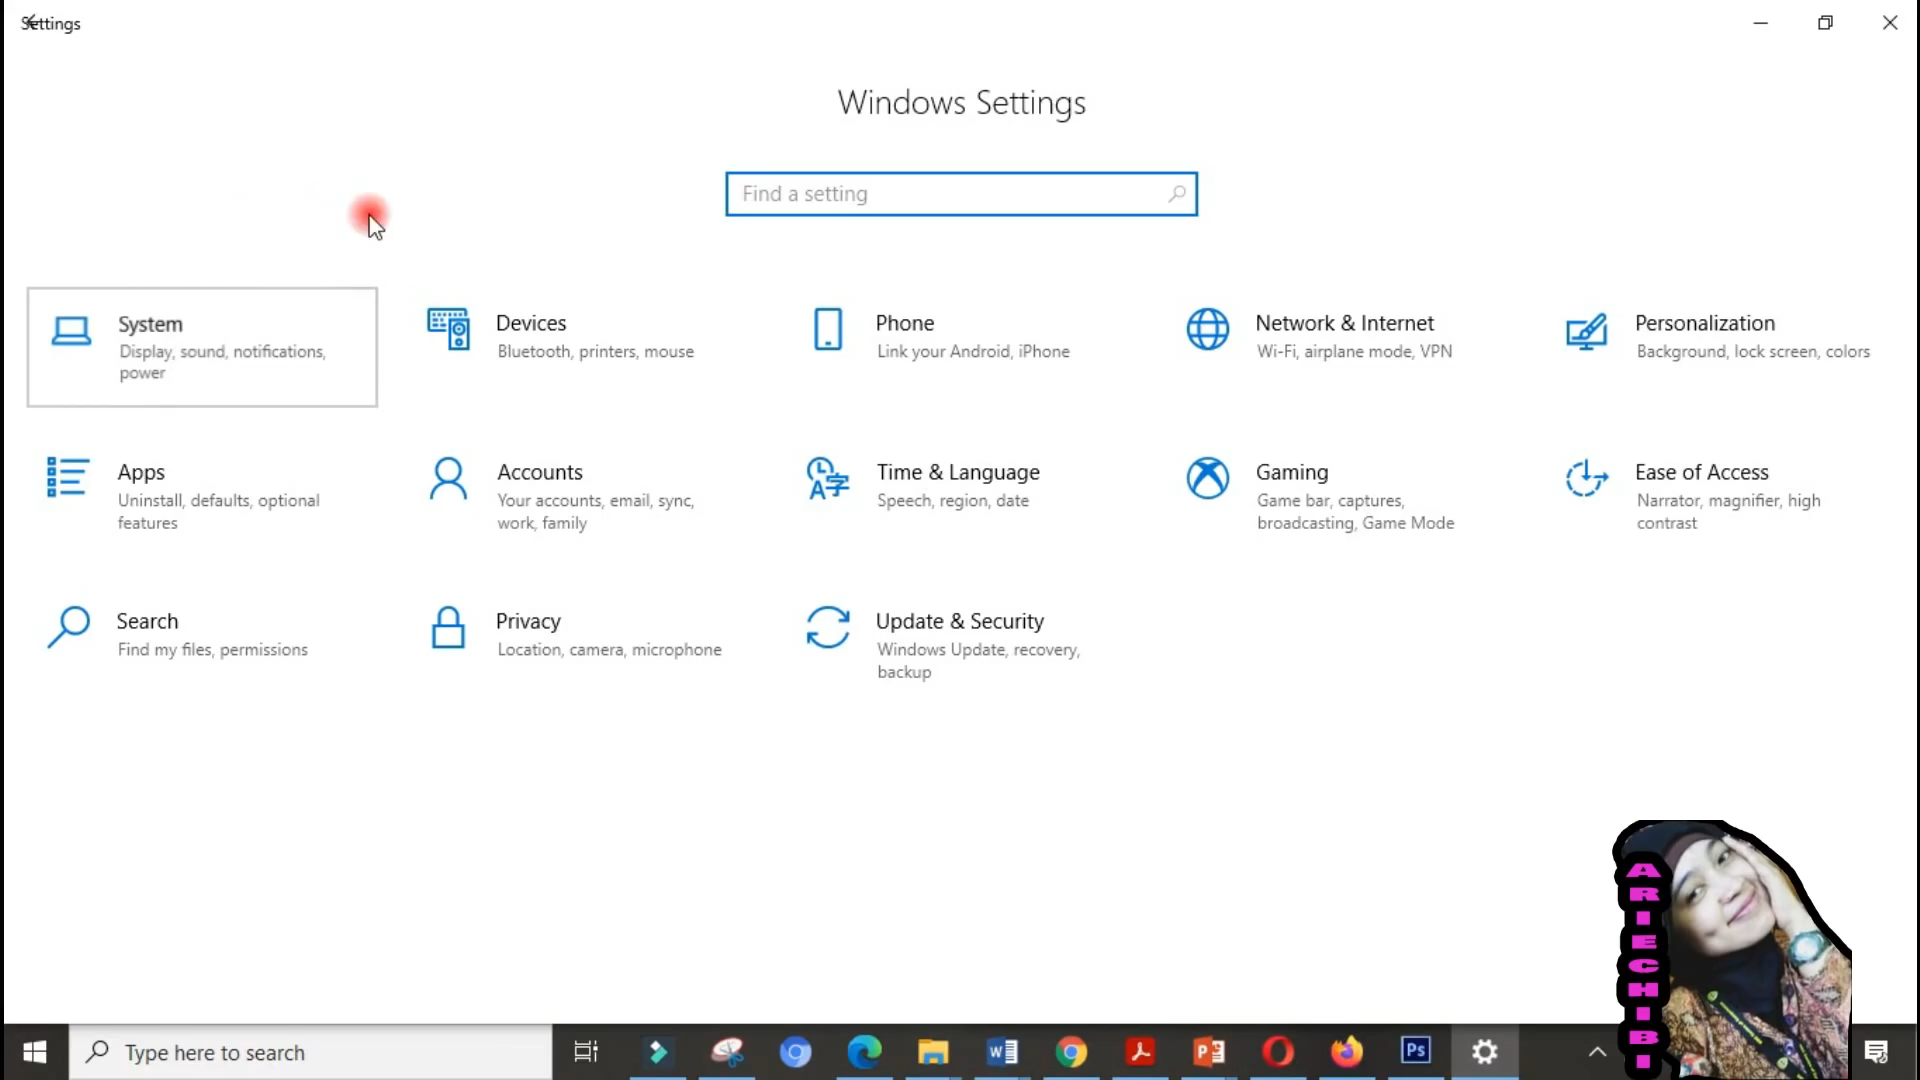 Settings
Windows Settings
Find a setting
System
Display, sound, notifications,
power
Devices
Bluetooth, printers, mouse
Phone
Link your Android, iPhone
Network & Internet
Wi-Fi, airplane mode, VPN
Personalization
Background, lock screen, colors
Apps
Uninstall, defaults, optional
features
Accounts
Your accounts, email, sync,
work, family
Time & Language
Speech, region, date
Gaming
Game bar, captures,
broadcasting, Game Mode
Ease of Access
Narrator, magnifier, high
contrast
Search
Find my files, permissions
Privacy
Location, camera, microphone
Update & Security
Windows Update, recovery,
backup
ARIECHIBI
Type here to search
Ps